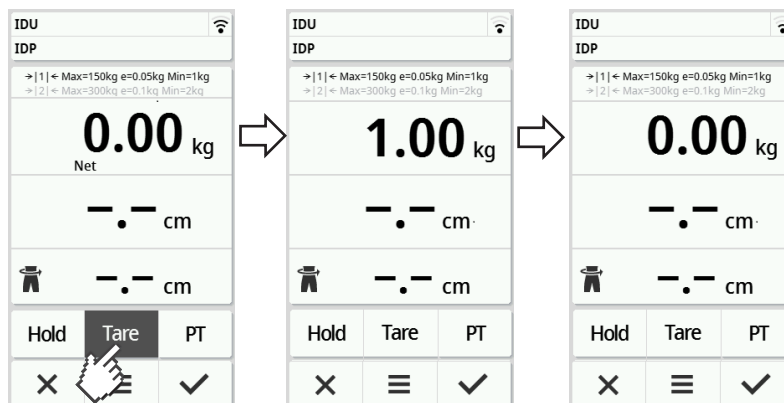 IDU
IDP
→|1|← Max=150kg e=0.05kg Min=1kg
→|2|← Max=300kg e=0.1kg Min=2kg
0.00 kg
Net
–.– cm
–.– cm
Hold Tare PT
IDU
IDP
→|1|← Max=150kg e=0.05kg Min=1kg
→|2|← Max=300kg e=0.1kg Min=2kg
1.00 kg
–.– cm
–.– cm
Hold Tare PT
IDU
IDP
→|1|← Max=150kg e=0.05kg Min=1kg
→|2|← Max=300kg e=0.1kg Min=2kg
0.00 kg
–.– cm
–.– cm
Hold Tare PT